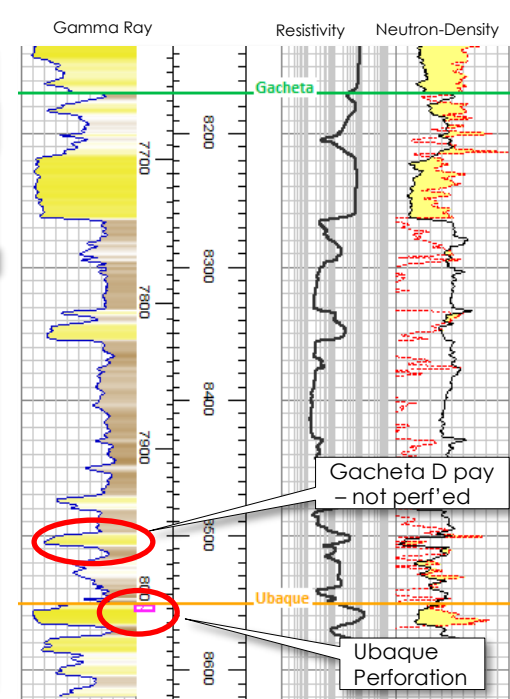 Gamma Ray
Resistivity
Neutron-Density
Gacheta
8200
7700
8300
7800
8400
7900
Gacheta D pay
– not perf'ed
8500
Ubaque
Ubaque
Perforation
8600